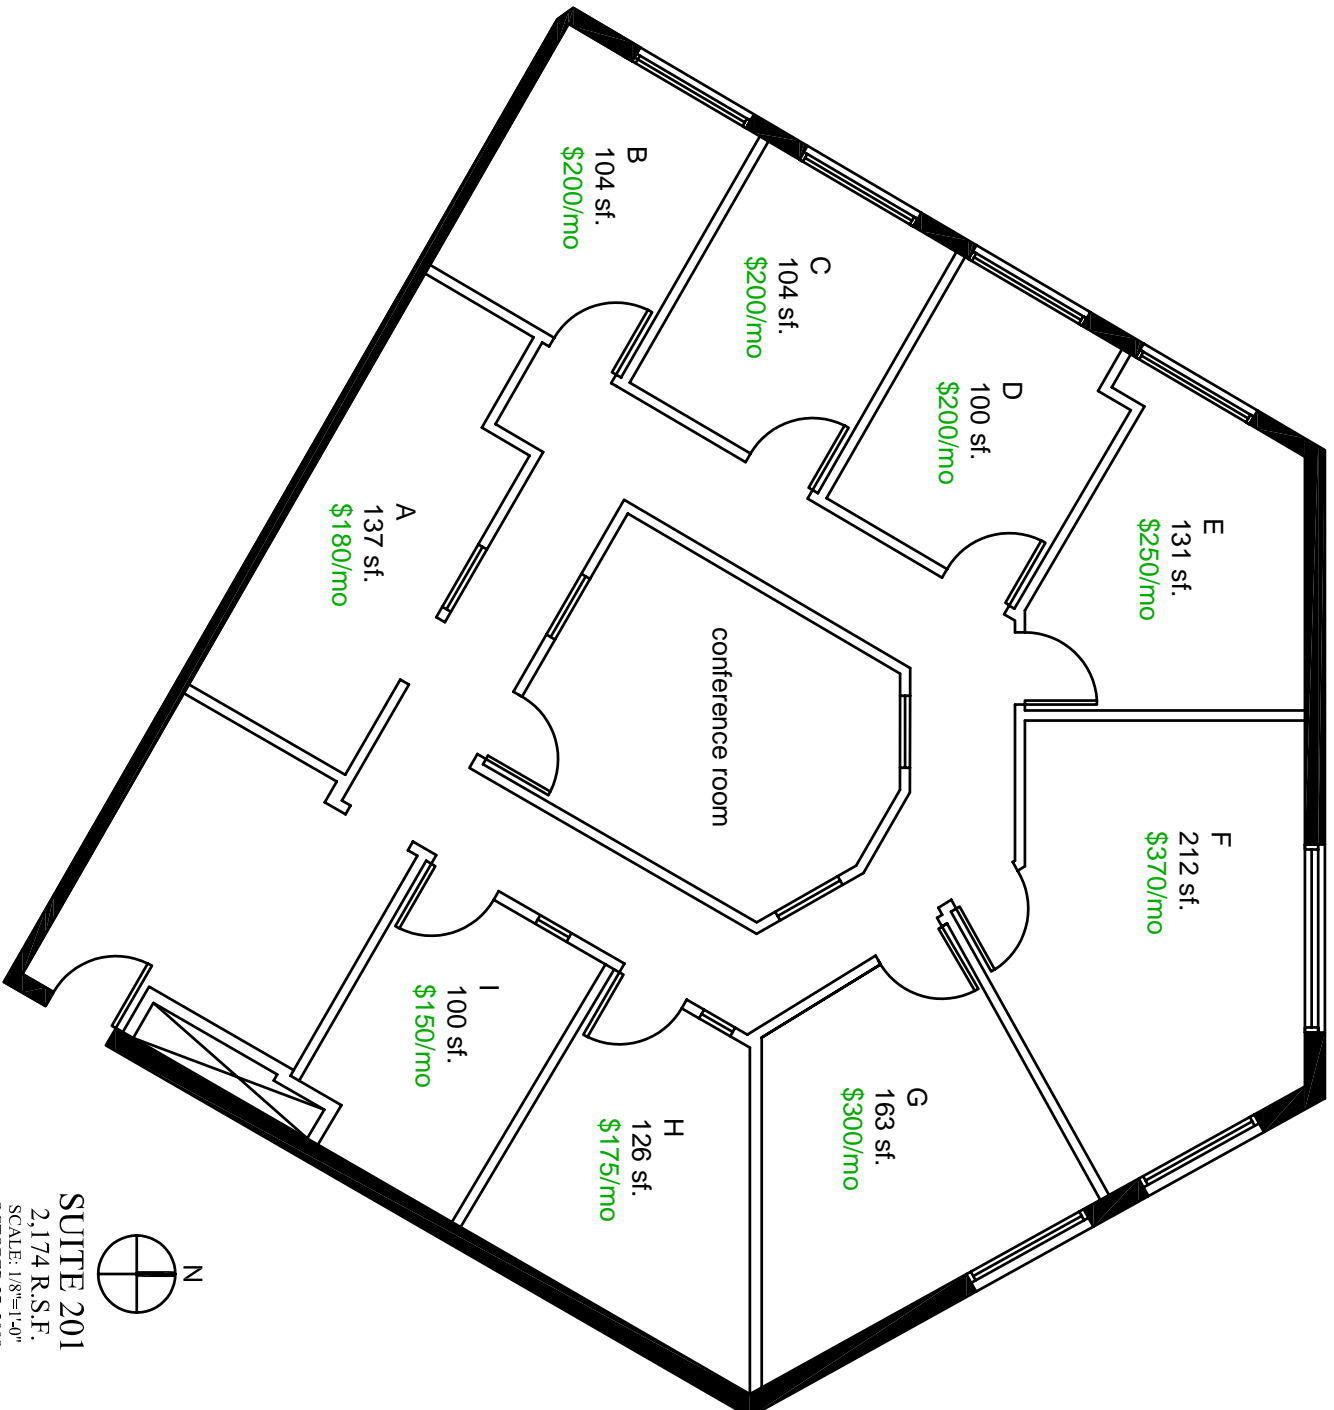 A
137 sf.
$180/mo
B
104 sf.
$200/mo
C
104 sf.
$200/mo
D
100 sf.
$200/mo
E
131 sf.
$250/mo
F
212 sf.
$370/mo
G
163 sf.
$300/mo
H
126 sf.
$175/mo
I
100 sf.
$150/mo
conference room
N
SUITE 201
2,174 R.S.F.
SCALE: 1/8"=1'-0"